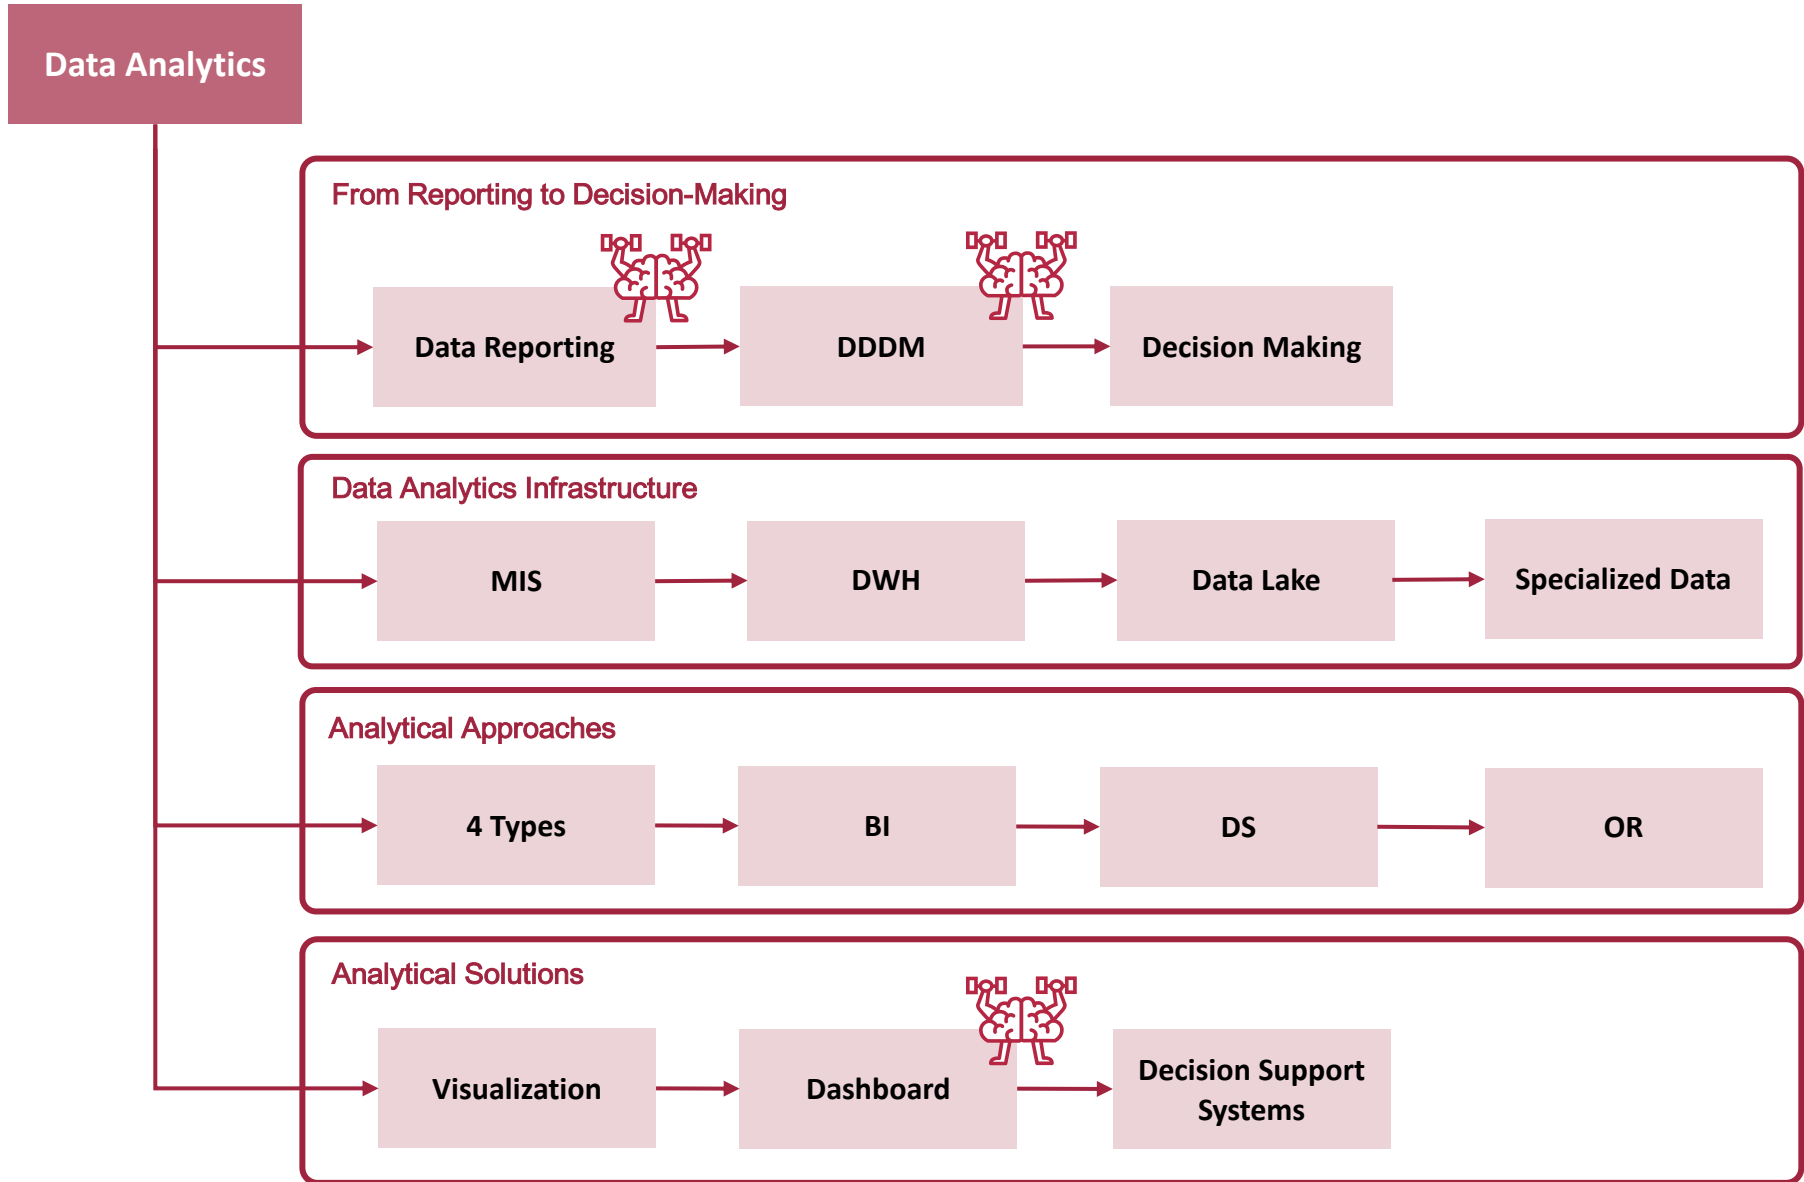 Data Analytics
From Reporting to Decision-Making
Data Reporting
DDDM
Decision Making
Data Analytics Infrastructure
MIS
DWH
Data Lake
Specialized Data
Analytical Approaches
4 Types
BI
DS
OR
Analytical Solutions
Visualization
Dashboard
Decision Support
Systems